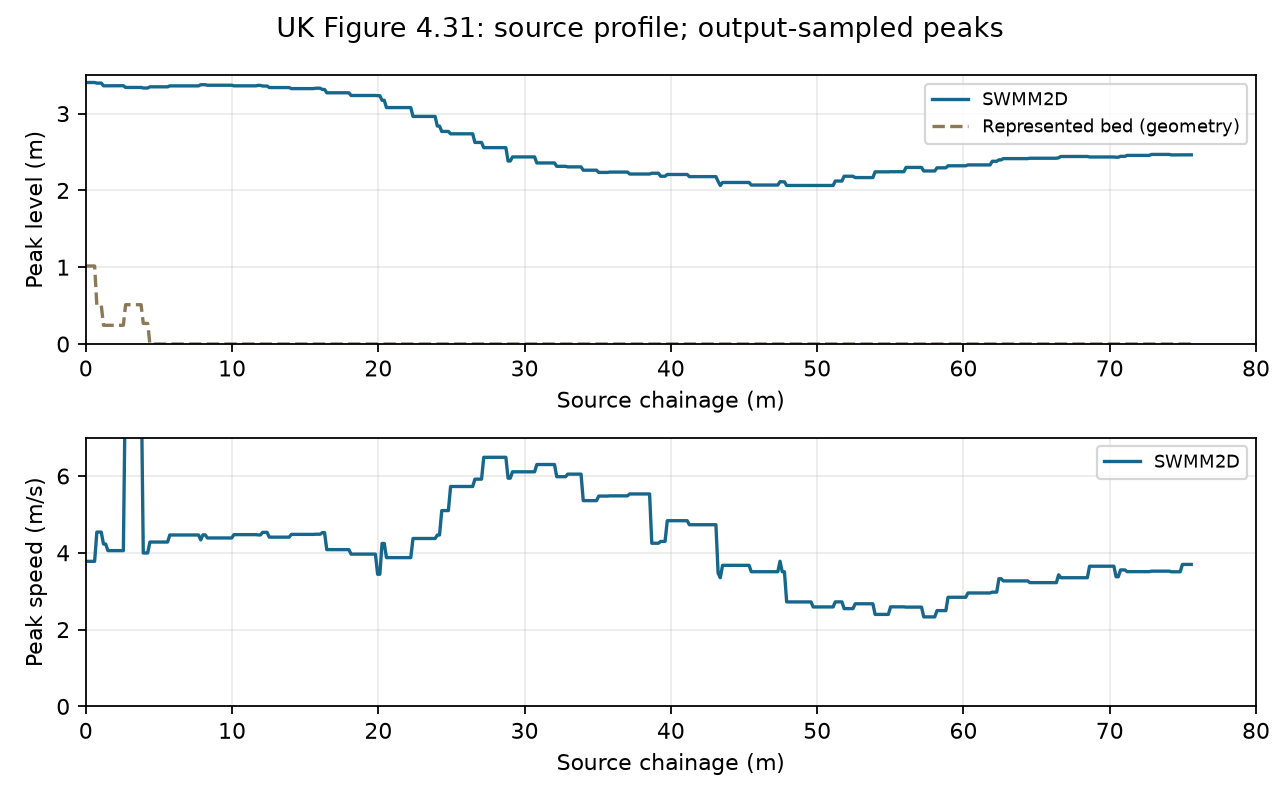 UK Figure 4.31: source profile; output-sampled peaks
Peak level (m)
3
2
1
0
SWMM2D
Represented bed (geometry)
0 10 20 30 40 50 60 70 80
Source chainage (m)
Peak speed (m/s)
6
4
2
0
SWMM2D
0 10 20 30 40 50 60 70 80
Source chainage (m)